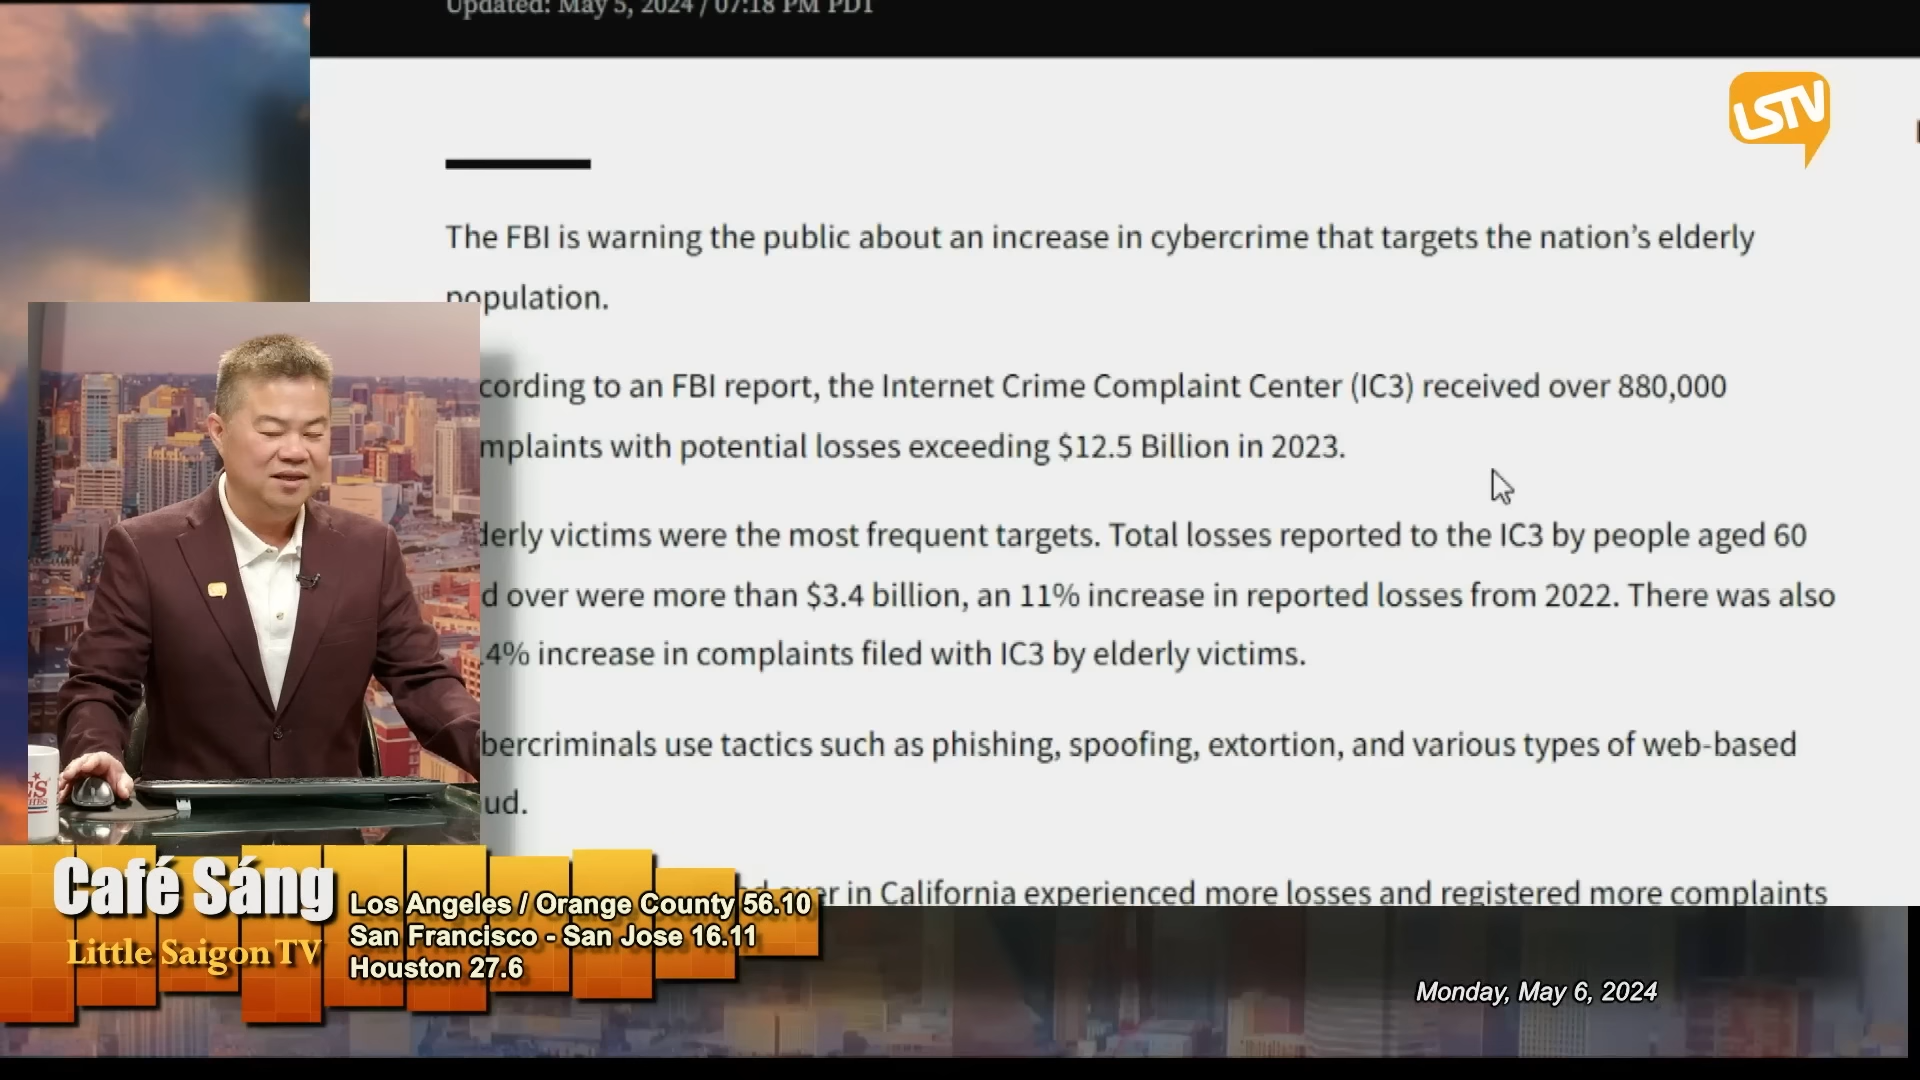 Updated: May 5, 2024 / 07:18 PM PDT
LSTV
The FBI is warning the public about an increase in cybercrime that targets the nation's elderly
population.
cording to an FBI report, the Internet Crime Complaint Center (IC3) received over 880,000
mplaints with potential losses exceeding $12.5 Billion in 2023.
derly victims were the most frequent targets. Total losses reported to the IC3 by people aged 60
d over were more than $3.4 billion, an 11% increase in reported losses from 2022. There was also
4% increase in complaints filed with IC3 by elderly victims.
bercriminals use tactics such as phishing, spoofing, extortion, and various types of web-based
ud.
er in California experienced more losses and registered more complaints
Café Sáng
Little Saigon TV
Los Angeles / Orange County 56.10
San Francisco - San Jose 16.11
Houston 27.6
Monday, May 6, 2024